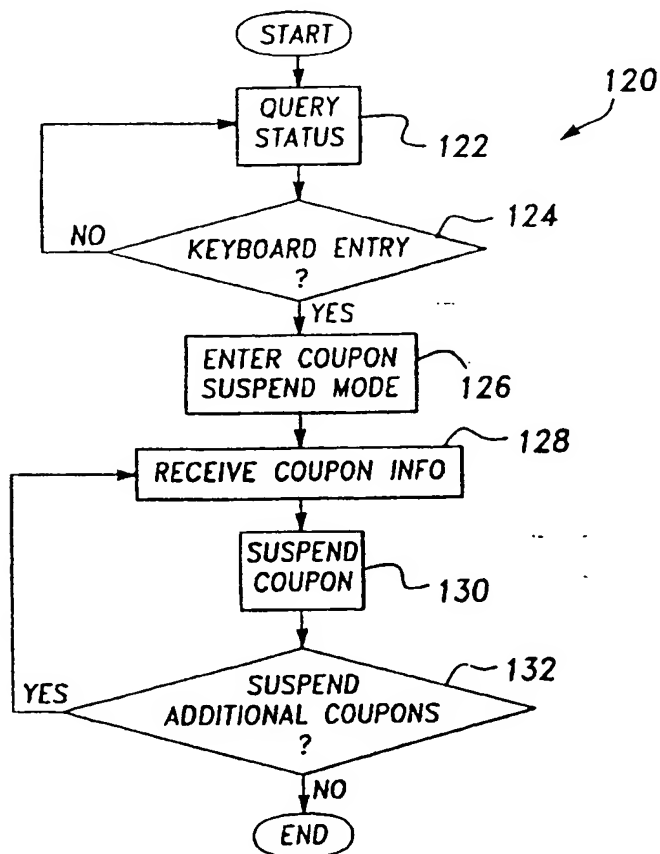 START
120
QUERY
STATUS
122
124
NO
KEYBOARD ENTRY
?
YES
ENTER COUPON
SUSPEND MODE
126
128
RECEIVE COUPON INFO
SUSPEND
COUPON
130
132
YES
SUSPEND
ADDITIONAL COUPONS
?
NO
END